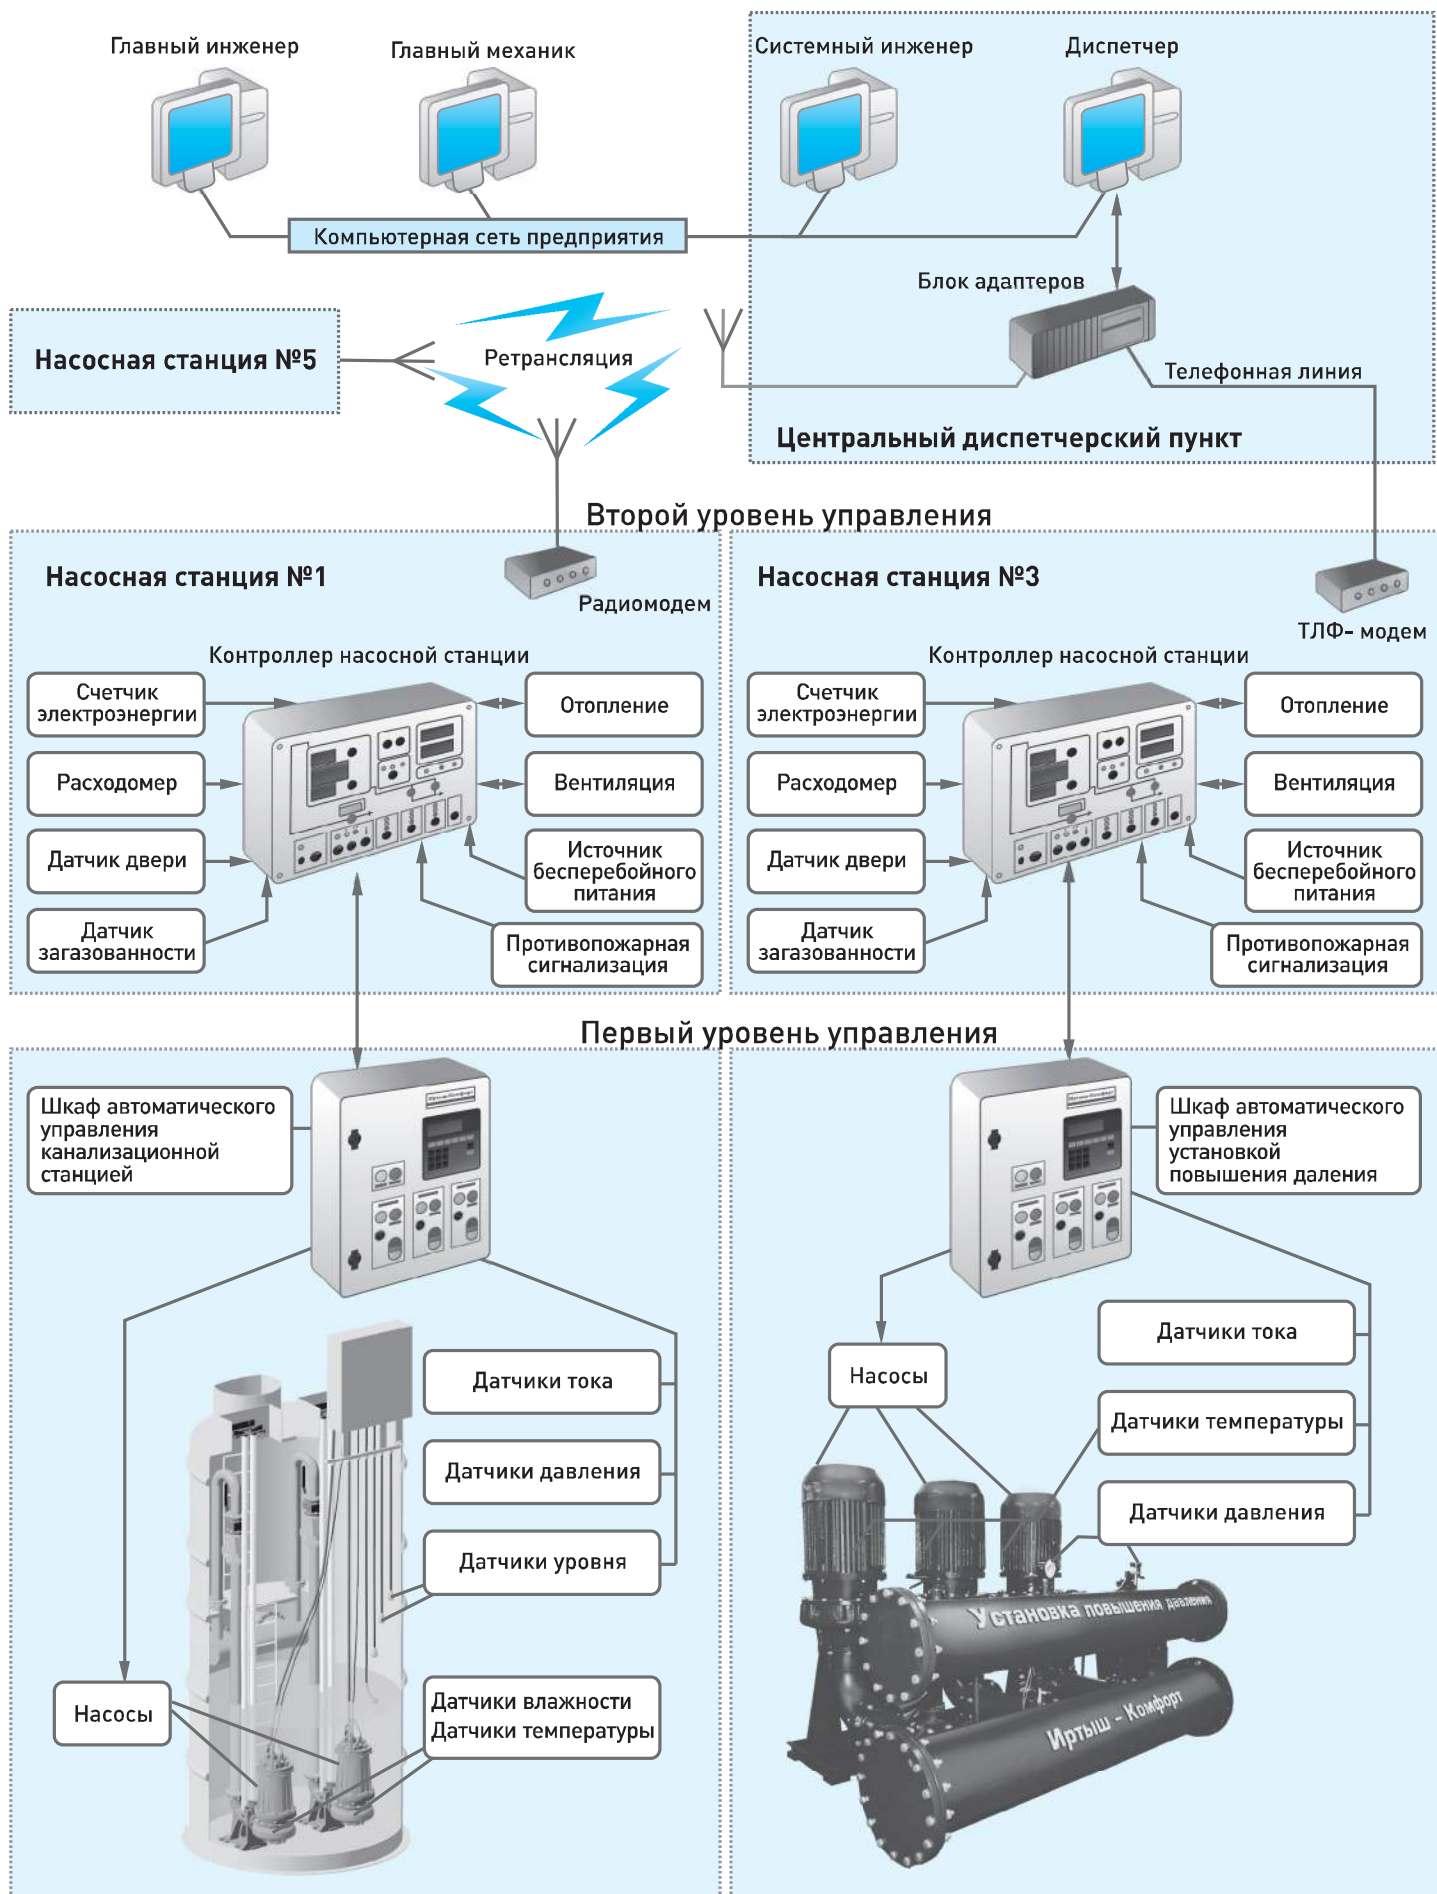 Главный инженер
Главный механик
Системный инженер
Диспетчер
Компьютерная сеть предприятия
Блок адаптеров
Насосная станция №5
Ретрансляция
Телефонная линия
Центральный диспетчерский пункт
Второй уровень управления
Насосная станция №1
Радиомодем
Контроллер насосной станции
Счетчик
электроэнергии
Расходомер
Датчик двери
Датчик
загазованности
Отопление
Вентиляция
Источник
бесперебойного
питания
Противопожарная
сигнализация
Насосная станция №3
ТЛФ- модем
Контроллер насосной станции
Счетчик
электроэнергии
Расходомер
Датчик двери
Датчик
загазованности
Отопление
Вентиляция
Источник
бесперебойного
питания
Противопожарная
сигнализация
Первый уровень управления
Шкаф автоматического
управления
канализационной
станцией
Иртыш-Комфорт
Датчики тока
Датчики давления
Датчики уровня
Насосы
Датчики влажности
Датчики температуры
Иртыш-Комфорт
Шкаф автоматического
управления
установкой
повышения даления
Датчики тока
Насосы
Датчики температуры
Датчики давления
Установка повышения давления
Иртыш - Комфорт